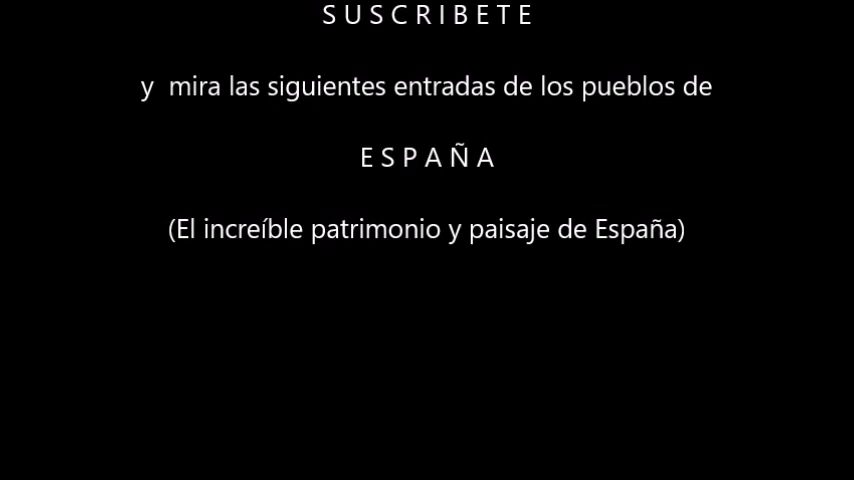 S U S C R I B E T E
y  mira las siguientes entradas de los pueblos de
E S P A Ñ A
(El increíble patrimonio y paisaje de España)